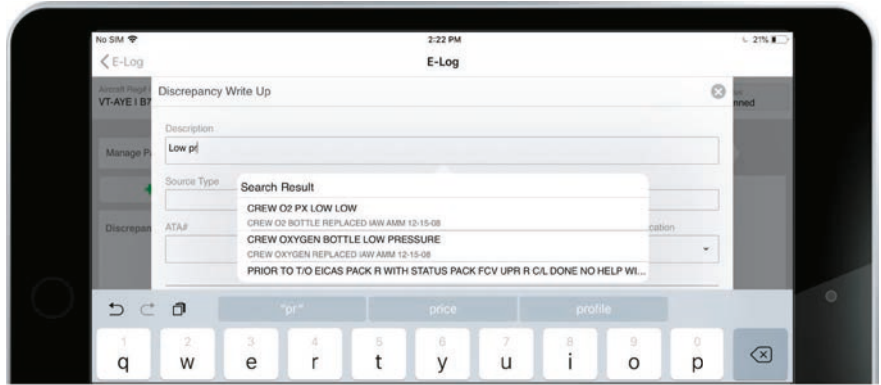 No SIM 2:22 PM 21%
E-Log E-Log
VT-AYE | B7
Discrepancy Write Up
nned
Description
Manage P
Low pr
Source Type
Search Result
CREW O2 PX LOW LOW
CREW O2 BOTTLE REPLACED IAW AMM 12-15-08
Discrepan ATA# cation
CREW OXYGEN BOTTLE LOW PRESSURE
CREW OXYGEN REPLACED IAW AMM 12-15-08
PRIOR TO T/O EICAS PACK R WITH STATUS PACK FCV UPR R C/L DONE NO HELP WI...
"pr" price profile
1 2 3 4 5 6 7 8 9 0
q w e r t y u i o p